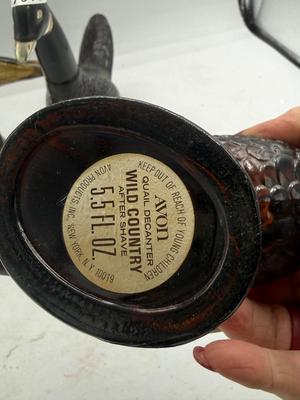 KEEP OUT OF REACH OF YOUNG CHILDREN
AVON
QUAIL DECANTER
WILD COUNTRY
AFTER SHAVE
5.5 FL. OZ
AVON PRODUCTS, INC. NEW YORK, N.Y. 10019